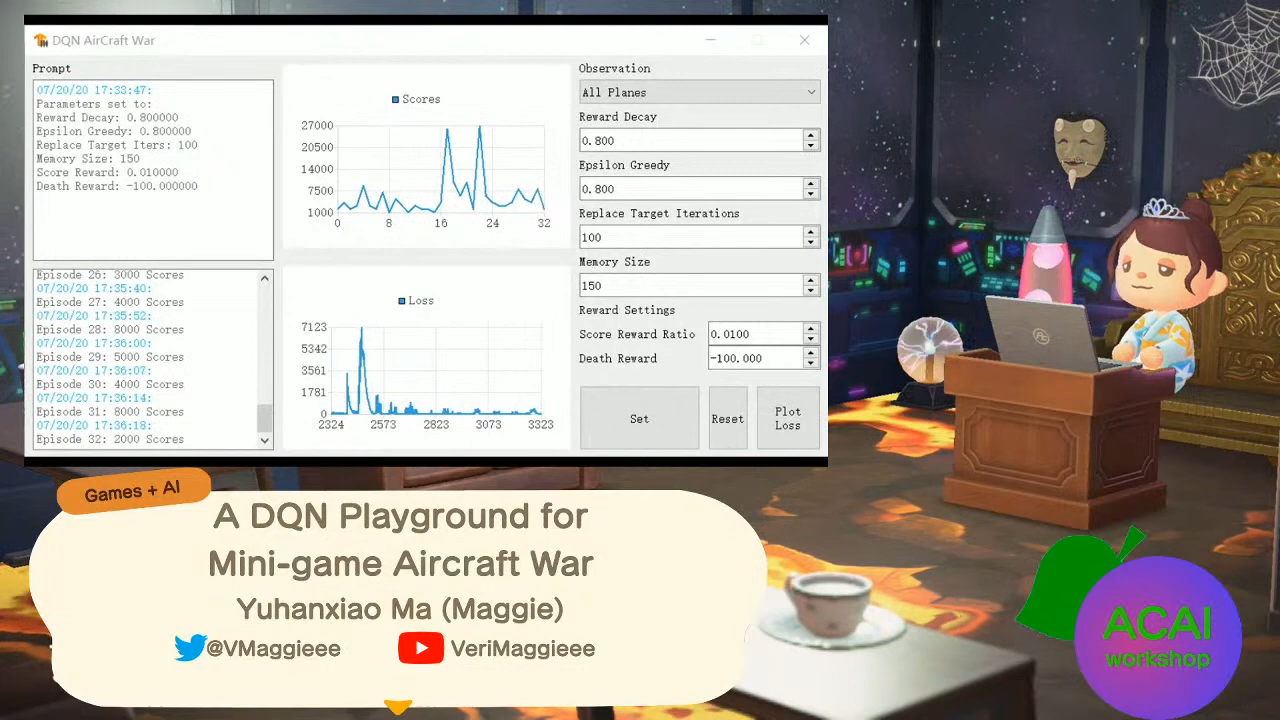 DQN AirCraft War
Prompt
07/20/20 17:33:47:
Parameters set to:
Reward Decay: 0.800000
Epsilon Greedy: 0.800000
Replace Target Iters: 100
Memory Size: 150
Score Reward: 0.010000
Death Reward: -100.000000
Episode 26: 3000 Scores
07/20/20 17:35:40:
Episode 27: 4000 Scores
07/20/20 17:35:52:
Episode 28: 8000 Scores
07/20/20 17:36:00:
Episode 29: 5000 Scores
07/20/20 17:36:07:
Episode 30: 4000 Scores
07/20/20 17:36:14:
Episode 31: 8000 Scores
07/20/20 17:36:18:
Episode 32: 2000 Scores
Scores
27000
20500
14000
7500
1000
0 8 16 24 32
Loss
7123
5342
3561
1781
0
2324 2573 2823 3073 3323
Observation
All Planes
Reward Decay
0.800
Epsilon Greedy
0.800
Replace Target Iterations
100
Memory Size
150
Reward Settings
Score Reward Ratio 0.0100
Death Reward -100.000
Set
Reset
Plot
Loss
Games + AI
A DQN Playground for
Mini-game Aircraft War
Yuhanxiao Ma (Maggie)
@VMaggieee VeriMaggieee
ACAI
workshop